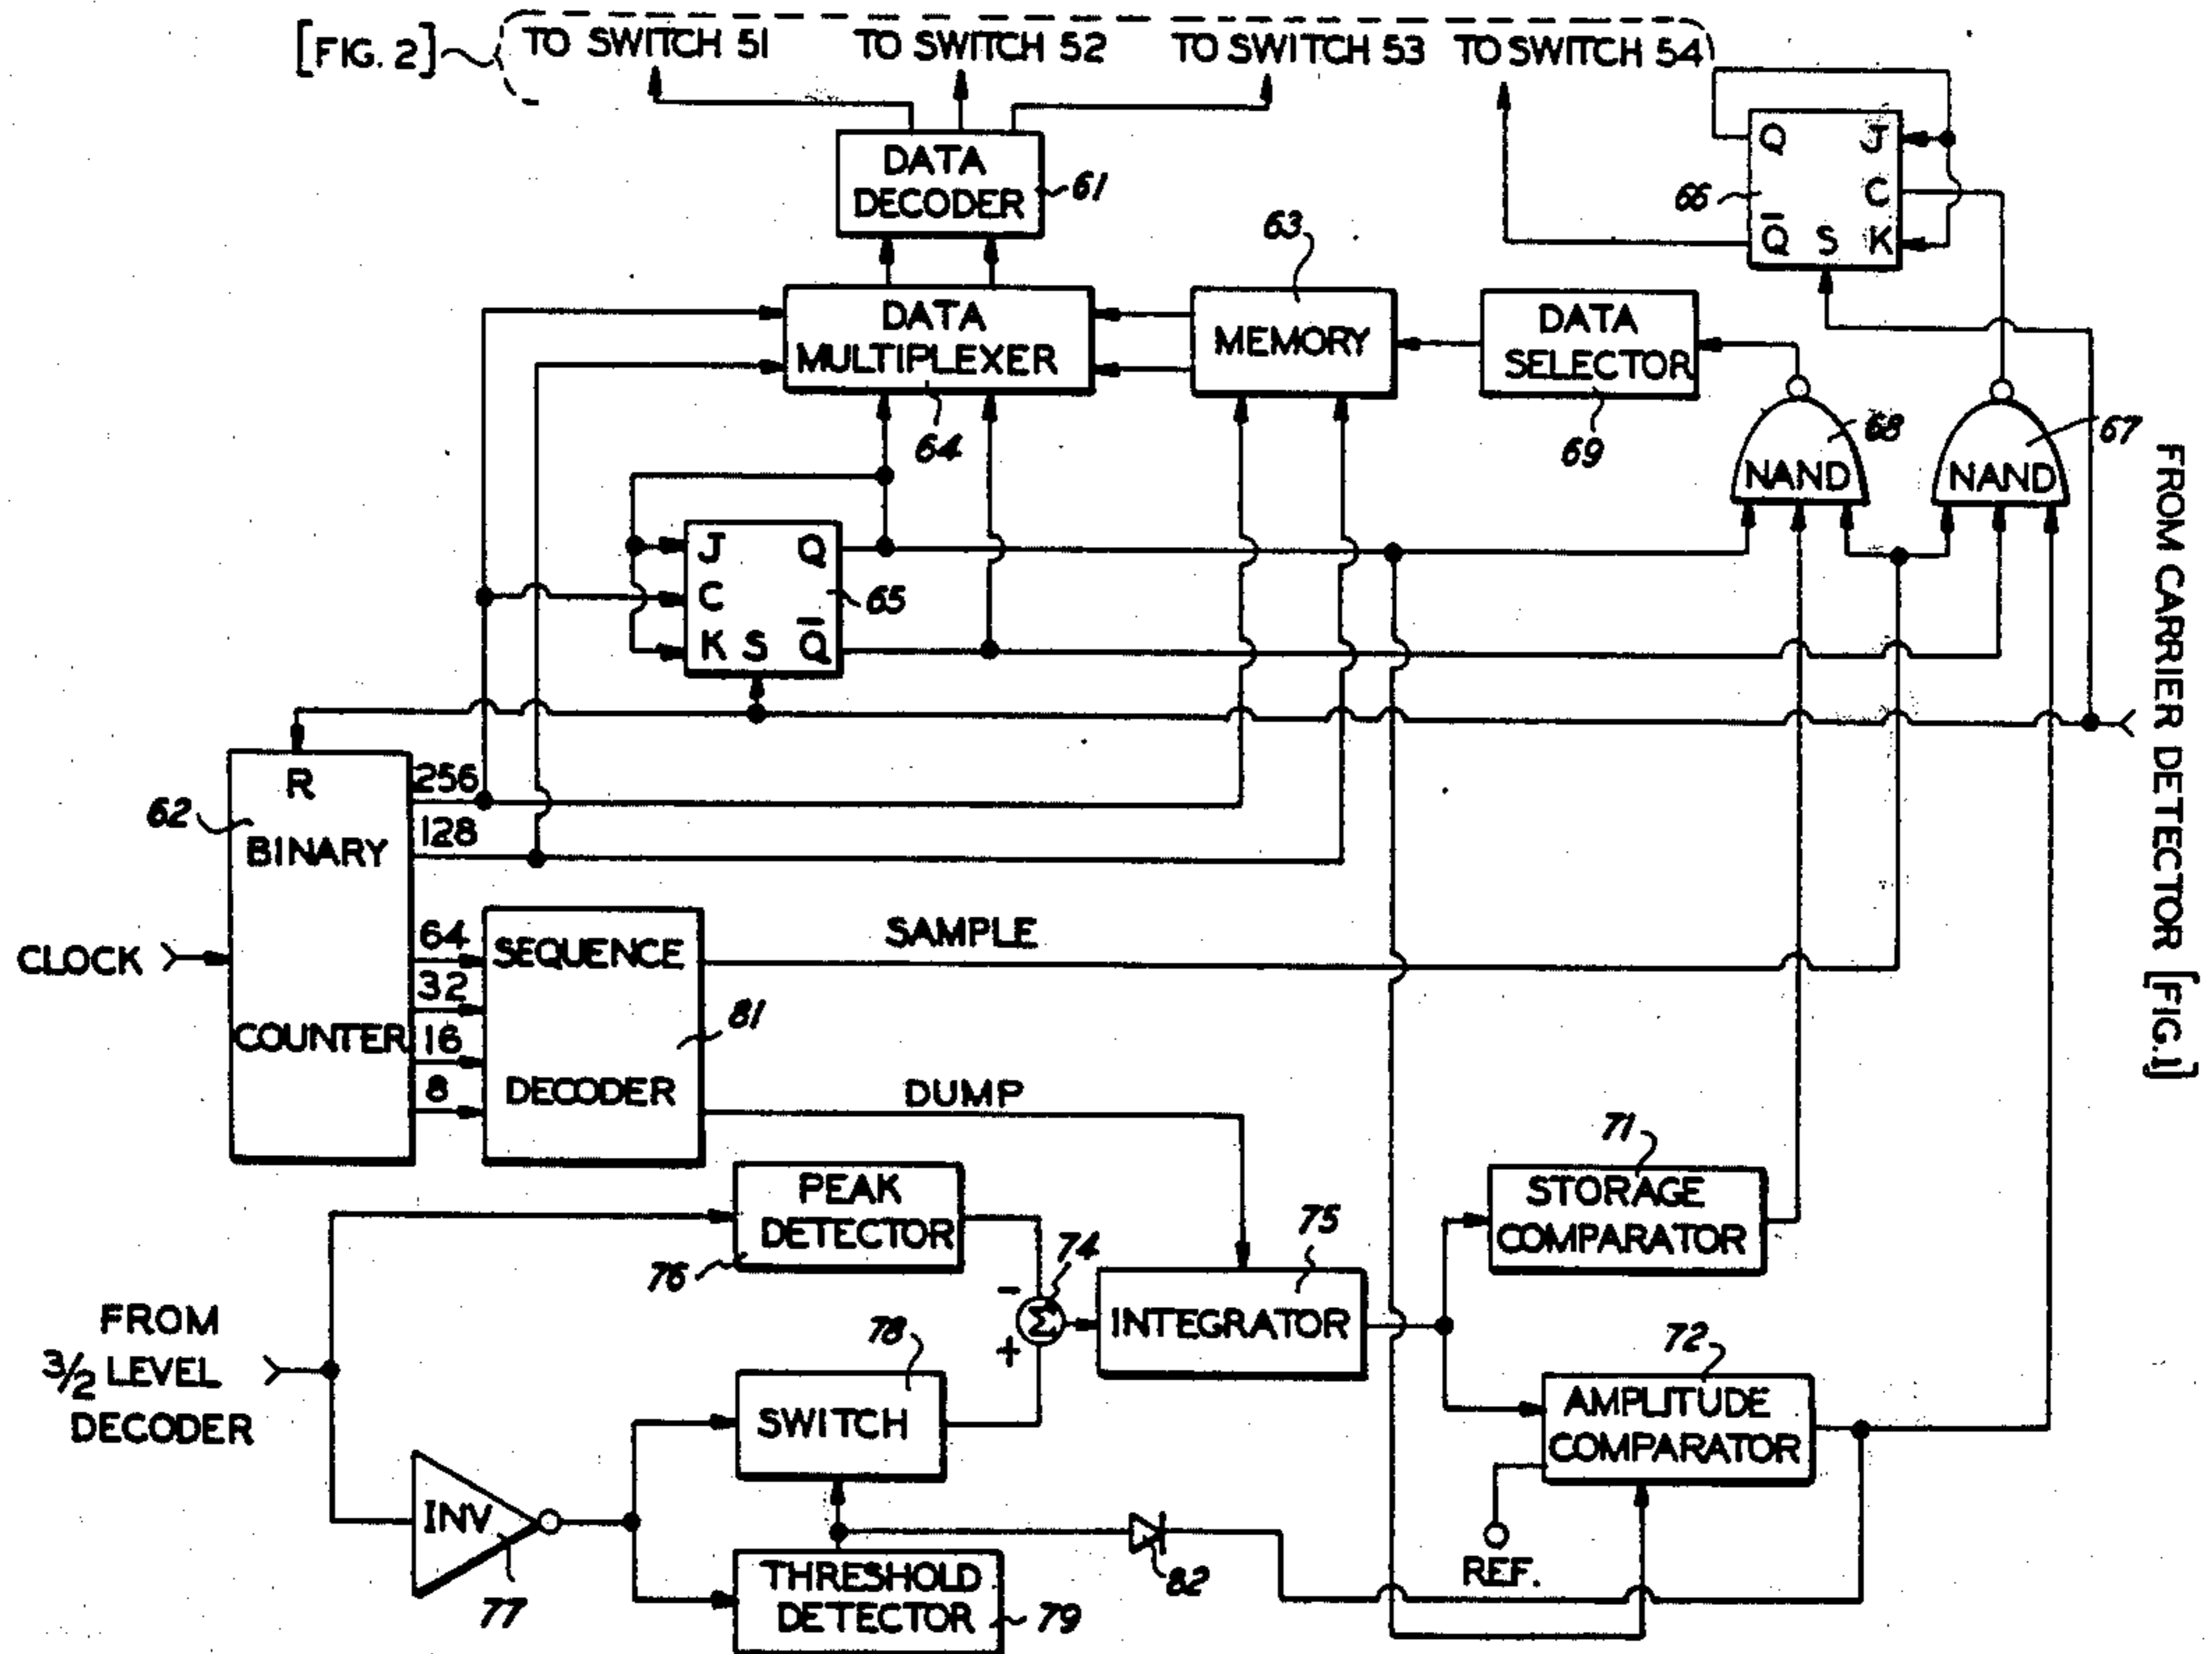 [FIG. 2]
TO SWITCH 51
TO SWITCH 52
TO SWITCH 53
TO SWITCH 54
DATA
DECODER
61
66
Q
J
C
Q̅
S
K
63
DATA
MULTIPLEXER
64
MEMORY
DATA
SELECTOR
69
68
NAND
67
NAND
FROM CARRIER DETECTOR [FIG.1]
J
Q
C
65
K
S
Q̅
62
R
BINARY
COUNTER
256
128
64
32
16
8
CLOCK
SEQUENCE
DECODER
81
SAMPLE
DUMP
PEAK
DETECTOR
76
74
-
Σ
+
75
INTEGRATOR
71
STORAGE
COMPARATOR
72
AMPLITUDE
COMPARATOR
REF.
FROM
3/2 LEVEL
DECODER
78
SWITCH
INV
77
82
THRESHOLD
DETECTOR
79